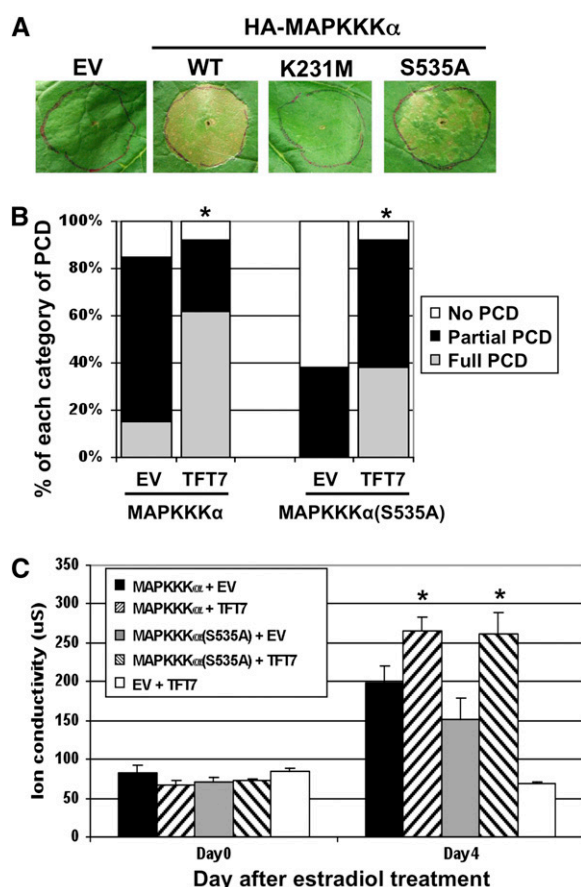 A
HA-MAPKKKα
EV WT K231M S535A
B
* *
100%
80%
60%
40%
20%
0%
% of each category of PCD
No PCD
Partial PCD
Full PCD
EV TFT7 EV TFT7
MAPKKKα MAPKKKα(S535A)
C
350
300
250
200
150
100
50
0
Ion conductivity (uS)
MAPKKKα + EV
MAPKKKα + TFT7
MAPKKKα(S535A) + EV
MAPKKKα(S535A) + TFT7
EV + TFT7
* *
Day0 Day4
Day after estradiol treatment